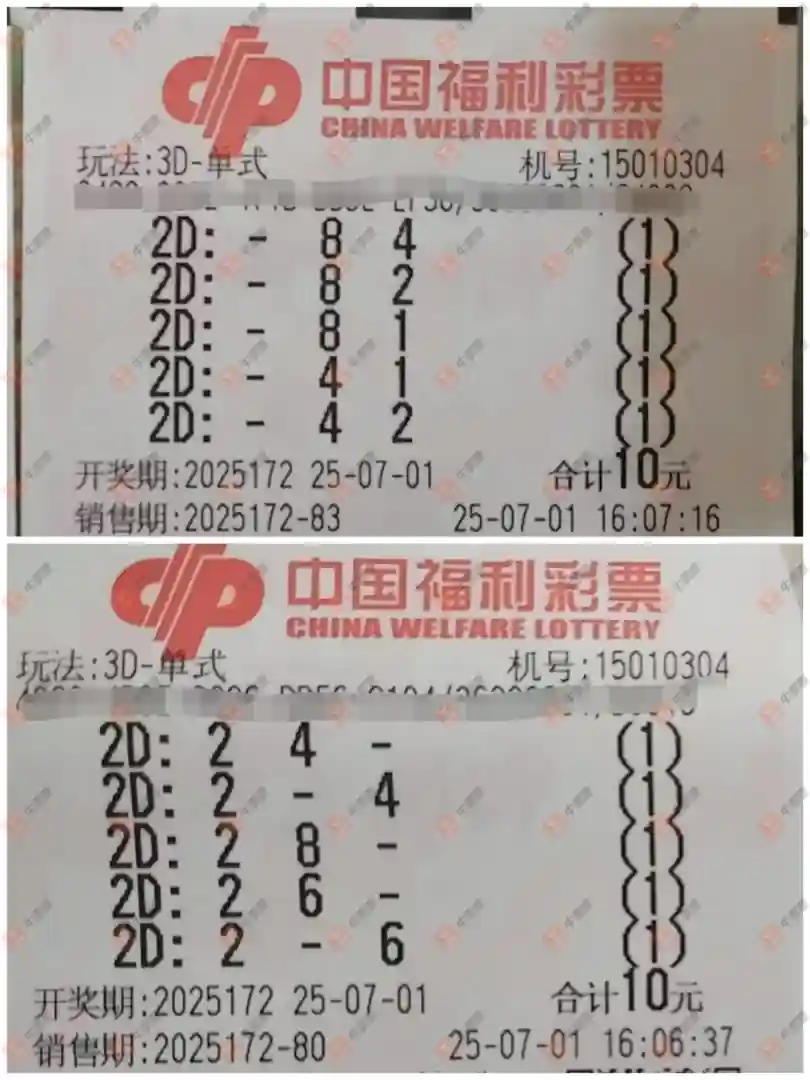 中国福利彩票
CHINA WELFARE LOTTERY
玩法:3D-单式 机号:15010304
2D: - 8 4 (1)
2D: - 8 2 (1)
2D: - 8 1 (1)
2D: - 4 1 (1)
2D: - 4 2 (1)
开奖期:2025172 25-07-01 合计10元
销售期:2025172-83 25-07-01 16:07:16
中国福利彩票
CHINA WELFARE LOTTERY
玩法:3D-单式 机号:15010304
2D: 2 4 - (1)
2D: 2 - 4 (1)
2D: 2 8 - (1)
2D: 2 6 - (1)
2D: 2 - 6 (1)
开奖期:2025172 25-07-01 合计10元
销售期:2025172-80 25-07-01 16:06:37